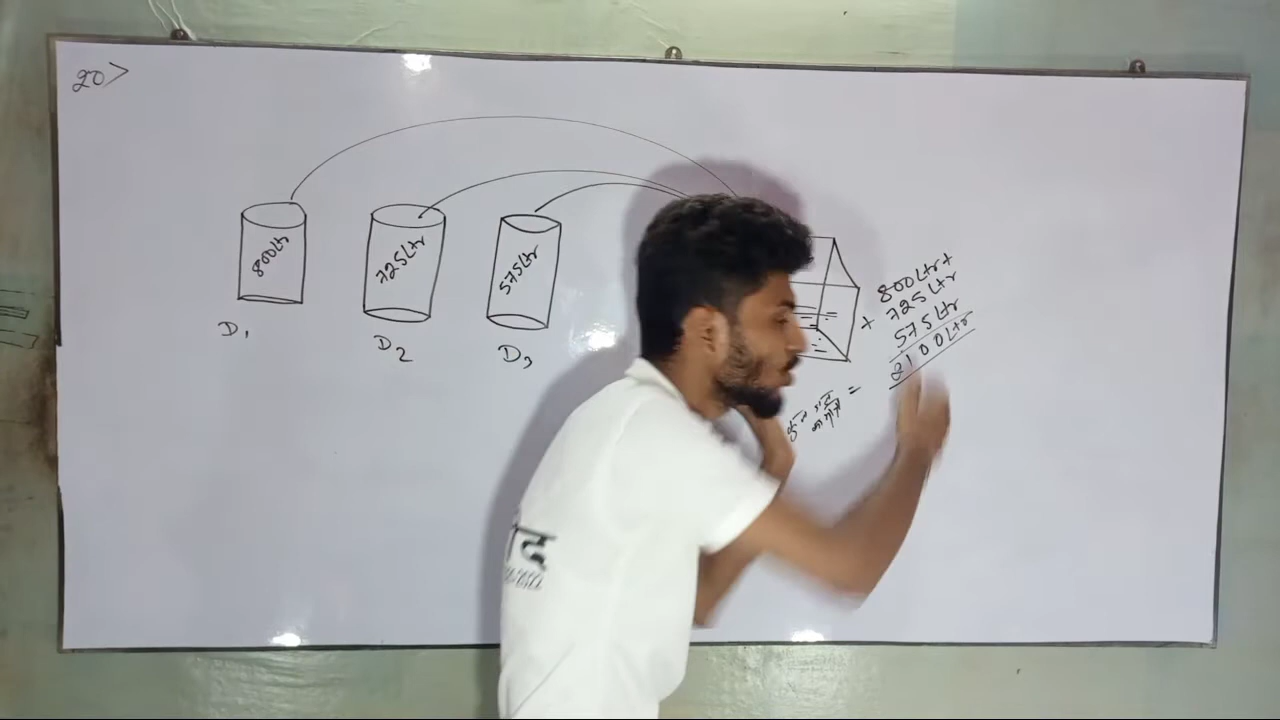 20>
800Ltr
725Ltr
575Ltr
D1
D2
D3
800Ltr+
725Ltr
+ 575Ltr
2100Ltr
=